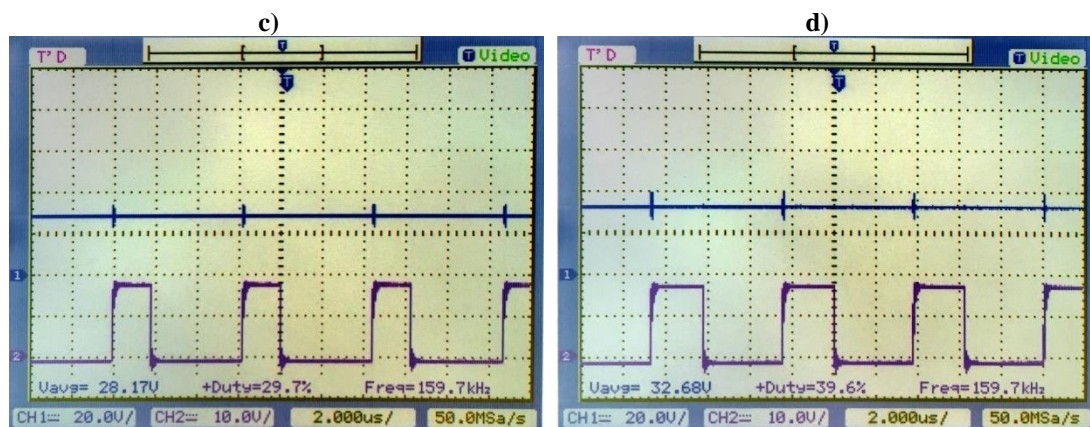 c)
d)
T'D
T Video
T
T
1
2
Vavg= 28.17V +Duty=29.7% Freq=159.7kHz
CH1 20.0V/ CH2 10.0V/ 2.000us/ 50.0MSa/s
T'D
T Video
T
T
1
2
Vavg= 32.68V +Duty=39.6% Freq=159.7kHz
CH1 20.0V/ CH2 10.0V/ 2.000us/ 50.0MSa/s